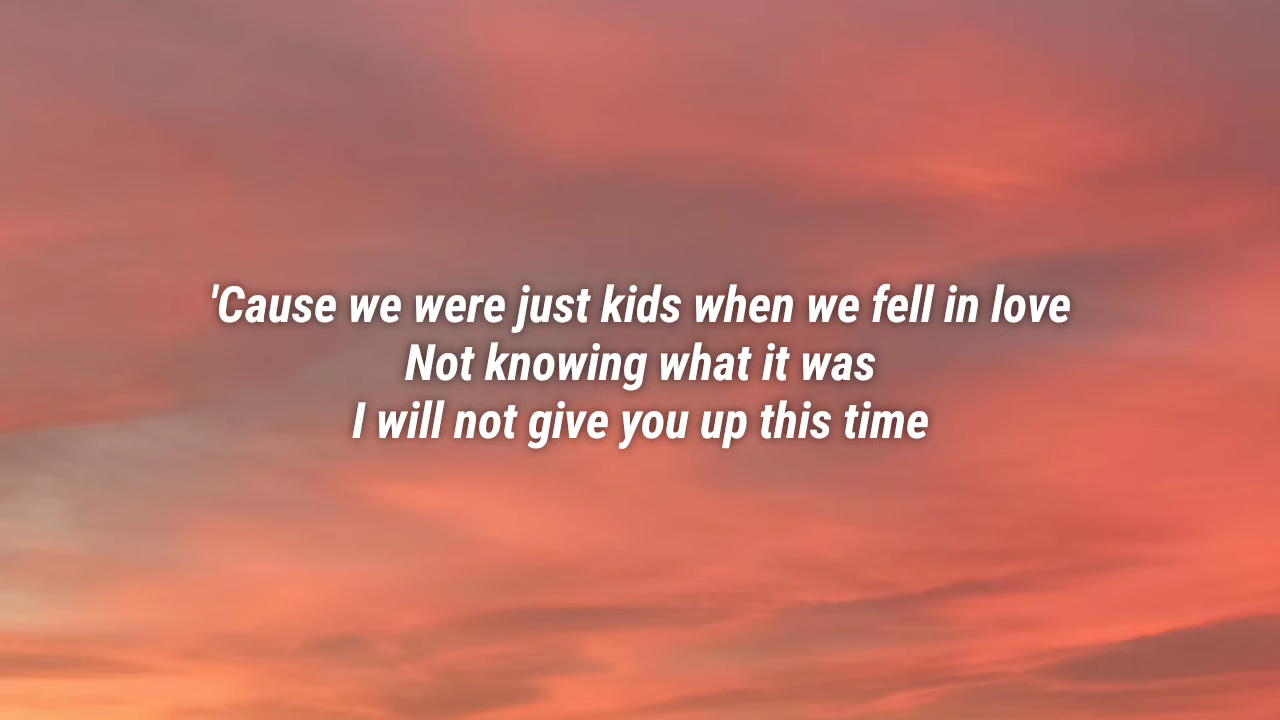 'Cause we were just kids when we fell in love
Not knowing what it was
I will not give you up this time